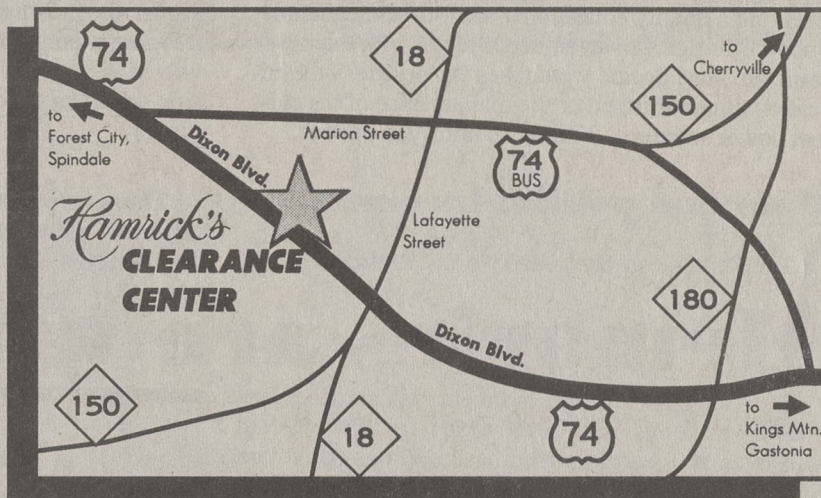 74
18
to
Cherryville
150
to
Forest City,
Spindale
Marion Street
Dixon Blvd.
74
BUS
Hamrick's
CLEARANCE
CENTER
Lafayette
Street
180
Dixon Blvd.
150
18
74
to
Kings Mtn.
Gastonia